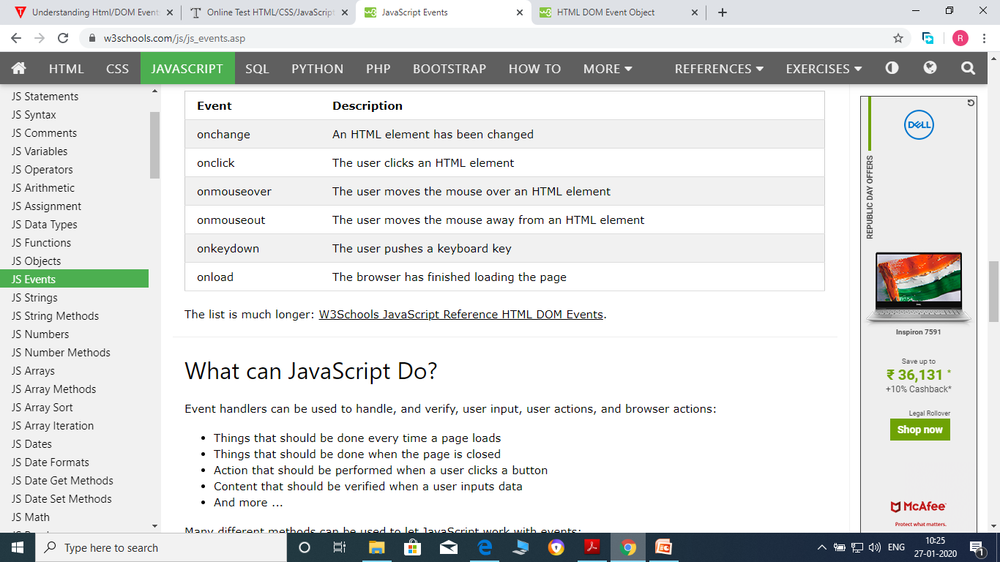 Understanding Html/DOM Event
Online Test HTML/CSS/JavaScript
JavaScript Events
HTML DOM Event Object
w3schools.com/js/js_events.asp
R
HTML CSS JAVASCRIPT SQL PYTHON PHP BOOTSTRAP HOW TO MORE REFERENCES EXERCISES
JS Statements
JS Syntax
JS Comments
JS Variables
JS Operators
JS Arithmetic
JS Assignment
JS Data Types
JS Functions
JS Objects
JS Events
JS Strings
JS String Methods
JS Numbers
JS Number Methods
JS Arrays
JS Array Methods
JS Array Sort
JS Array Iteration
JS Dates
JS Date Formats
JS Date Get Methods
JS Date Set Methods
JS Math
Event Description
onchange An HTML element has been changed
onclick The user clicks an HTML element
onmouseover The user moves the mouse over an HTML element
onmouseout The user moves the mouse away from an HTML element
onkeydown The user pushes a keyboard key
onload The browser has finished loading the page
The list is much longer: W3Schools JavaScript Reference HTML DOM Events.
What can JavaScript Do?
Event handlers can be used to handle, and verify, user input, user actions, and browser actions:
• Things that should be done every time a page loads
• Things that should be done when the page is closed
• Action that should be performed when a user clicks a button
• Content that should be verified when a user inputs data
• And more ...
Many different methods can be used to let JavaScript work with events:
DELL
REPUBLIC DAY OFFERS
Inspiron 7591
Save up to
₹ 36,131 *
+10% Cashback*
Legal Rollover
Shop now
McAfee
Protect what matters.
Type here to search
ENG
10:25
27-01-2020
1